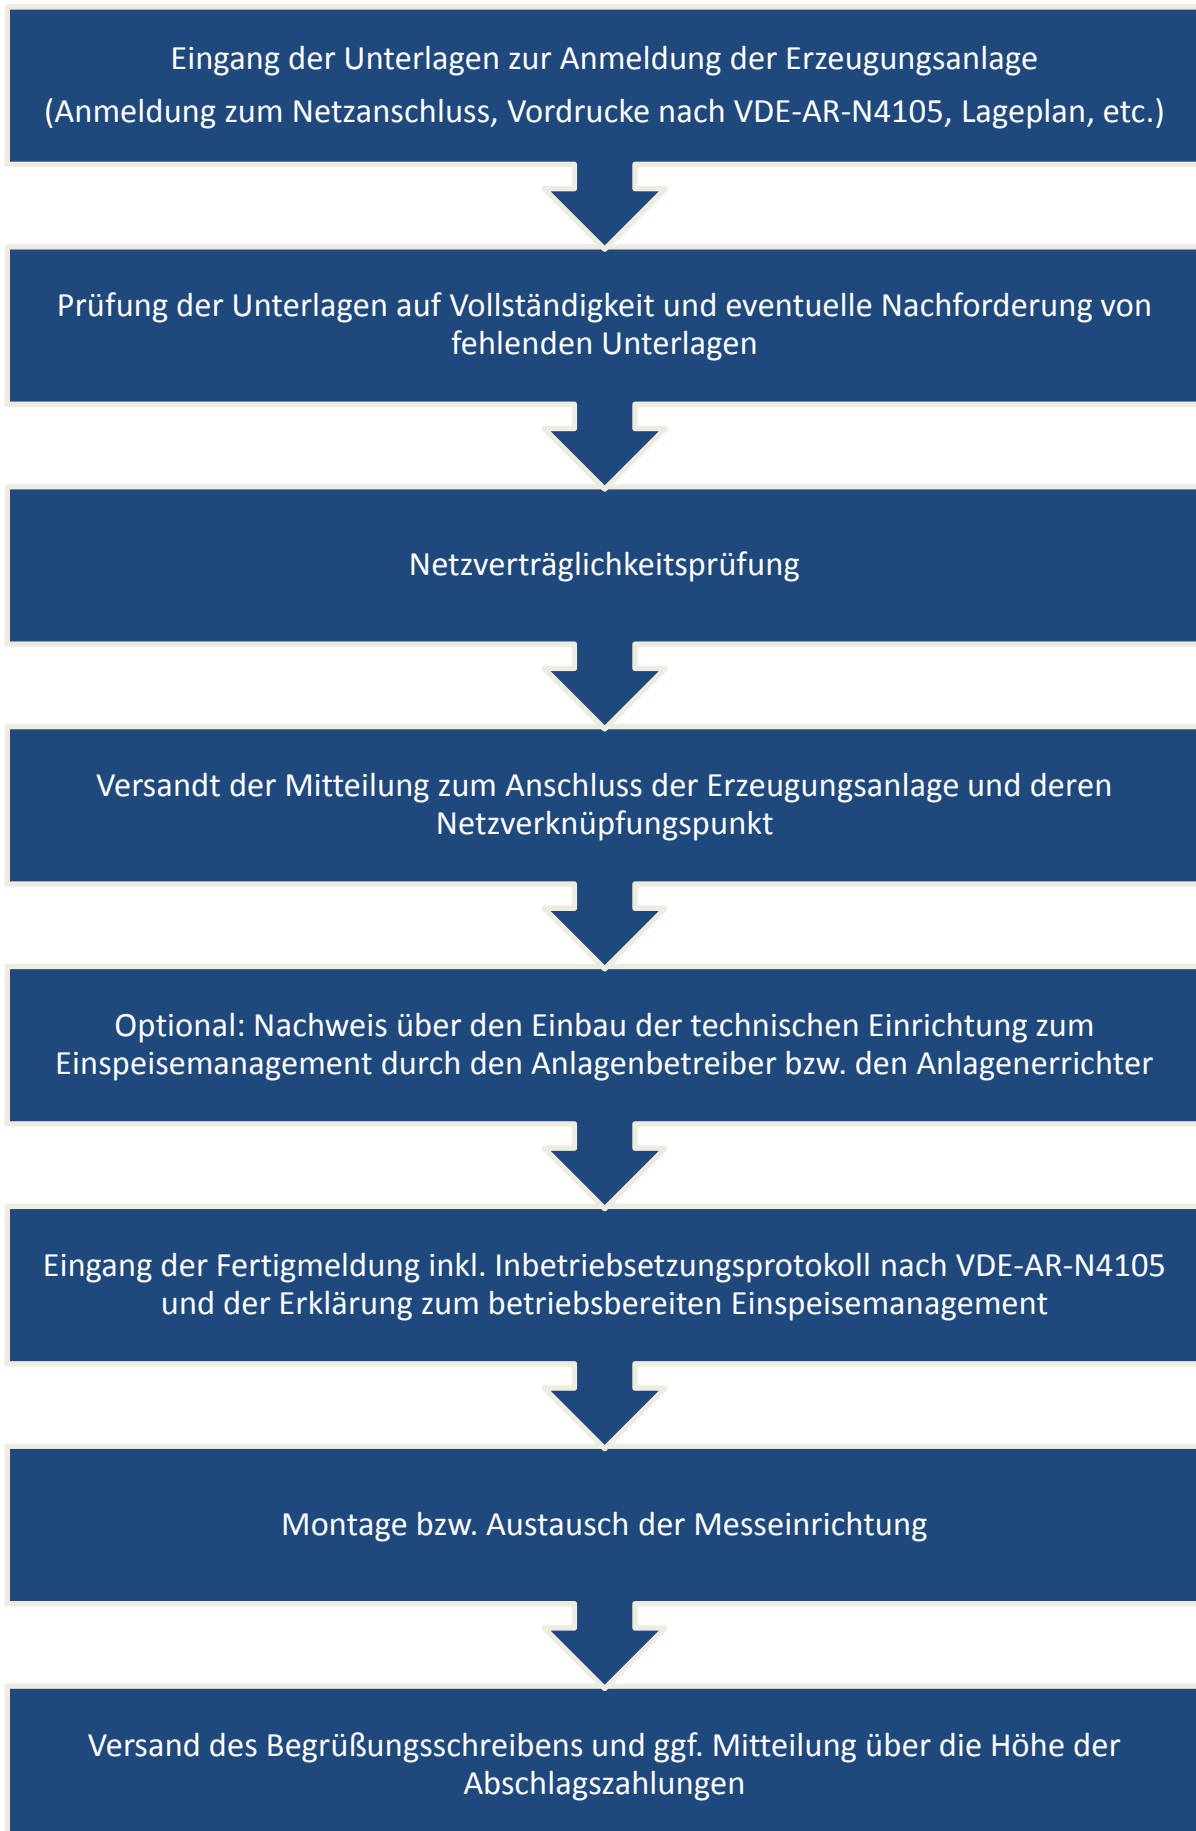 Eingang der Unterlagen zur Anmeldung der Erzeugungsanlage
(Anmeldung zum Netzanschluss, Vordrucke nach VDE-AR-N4105, Lageplan, etc.)
Prüfung der Unterlagen auf Vollständigkeit und eventuelle Nachforderung von
fehlenden Unterlagen
Netzverträglichkeitsprüfung
Versandt der Mitteilung zum Anschluss der Erzeugungsanlage und deren
Netzverknüpfungspunkt
Optional: Nachweis über den Einbau der technischen Einrichtung zum
Einspeisemanagement durch den Anlagenbetreiber bzw. den Anlagenerrichter
Eingang der Fertigmeldung inkl. Inbetriebsetzungsprotokoll nach VDE-AR-N4105
und der Erklärung zum betriebsbereiten Einspeisemanagement
Montage bzw. Austausch der Messeinrichtung
Versand des Begrüßungsschreibens und ggf. Mitteilung über die Höhe der
Abschlagszahlungen